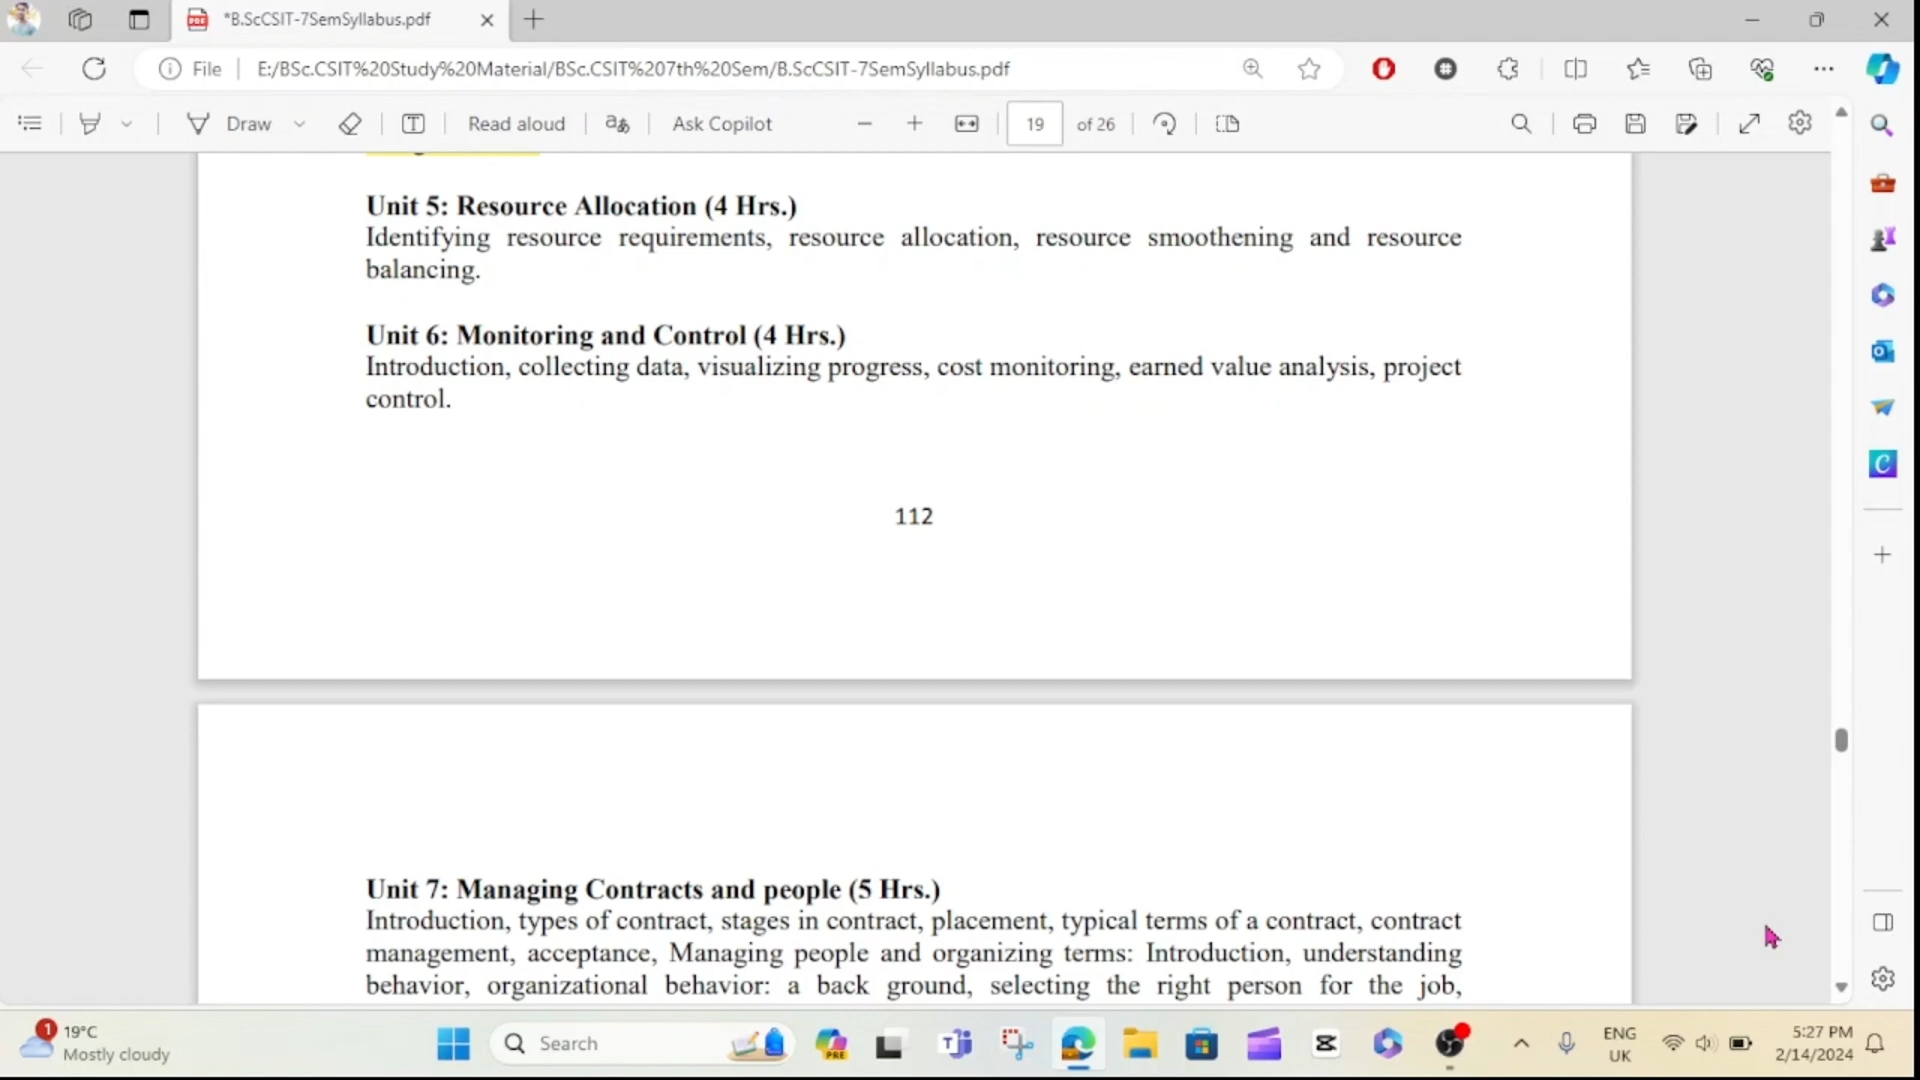 *B.ScCSIT-7SemSyllabus.pdf
File
E:/BSc.CSIT%20Study%20Material/BSc.CSIT%207th%20Sem/B.ScCSIT-7SemSyllabus.pdf
Draw
Read aloud
Ask Copilot
19
of 26
Unit 5: Resource Allocation (4 Hrs.)
Identifying resource requirements, resource allocation, resource smoothening and resource
balancing.
Unit 6: Monitoring and Control (4 Hrs.)
Introduction, collecting data, visualizing progress, cost monitoring, earned value analysis, project
control.
112
Unit 7: Managing Contracts and people (5 Hrs.)
Introduction, types of contract, stages in contract, placement, typical terms of a contract, contract
management, acceptance, Managing people and organizing terms: Introduction, understanding
behavior, organizational behavior: a back ground, selecting the right person for the job,
1
19°C
Mostly cloudy
Search
PRE
ENG
UK
5:27 PM
2/14/2024